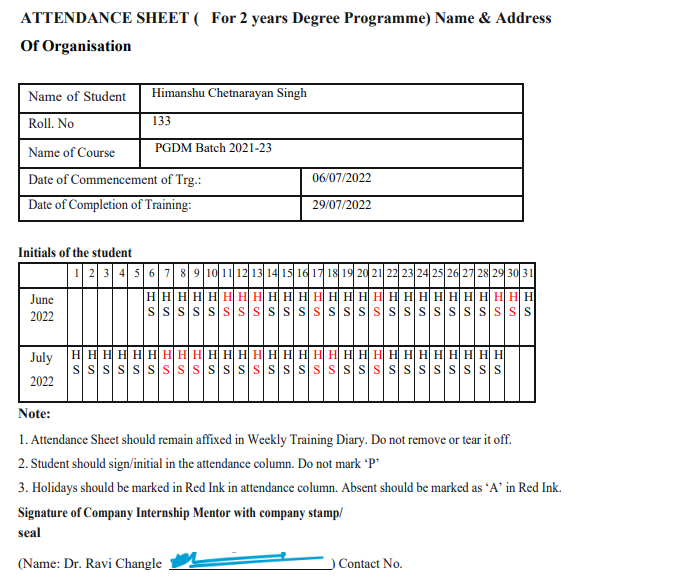 ATTENDANCE SHEET ( For 2 years Degree Programme) Name & Address
Of Organisation
Name of Student Himanshu Chetnarayan Singh
Roll. No 133
Name of Course PGDM Batch 2021-23
Date of Commencement of Trg.: 06/07/2022
Date of Completion of Training: 29/07/2022
Initials of the student
1 2 3 4 5 6 7 8 9 10 11 12 13 14 15 16 17 18 19 20 21 22 23 24 25 26 27 28 29 30 31
June H H H H H H H H H H H H H H H H H H H H H H H H H H
2022 S S S S S S S S S S S S S S S S S S S S S S S S S S
July H H H H H H H H H H H H H H H H H H H H H H H H H H H H H
S S S S S S S S S S S S S S S S S S S S S S S S S S S S S
2022
Note:
1. Attendance Sheet should remain affixed in Weekly Training Diary. Do not remove or tear it off.
2. Student should sign/initial in the attendance column. Do not mark ‘P’
3. Holidays should be marked in Red Ink in attendance column. Absent should be marked as ‘A’ in Red Ink.
Signature of Company Internship Mentor with company stamp/
seal
(Name: Dr. Ravi Changle ) Contact No.